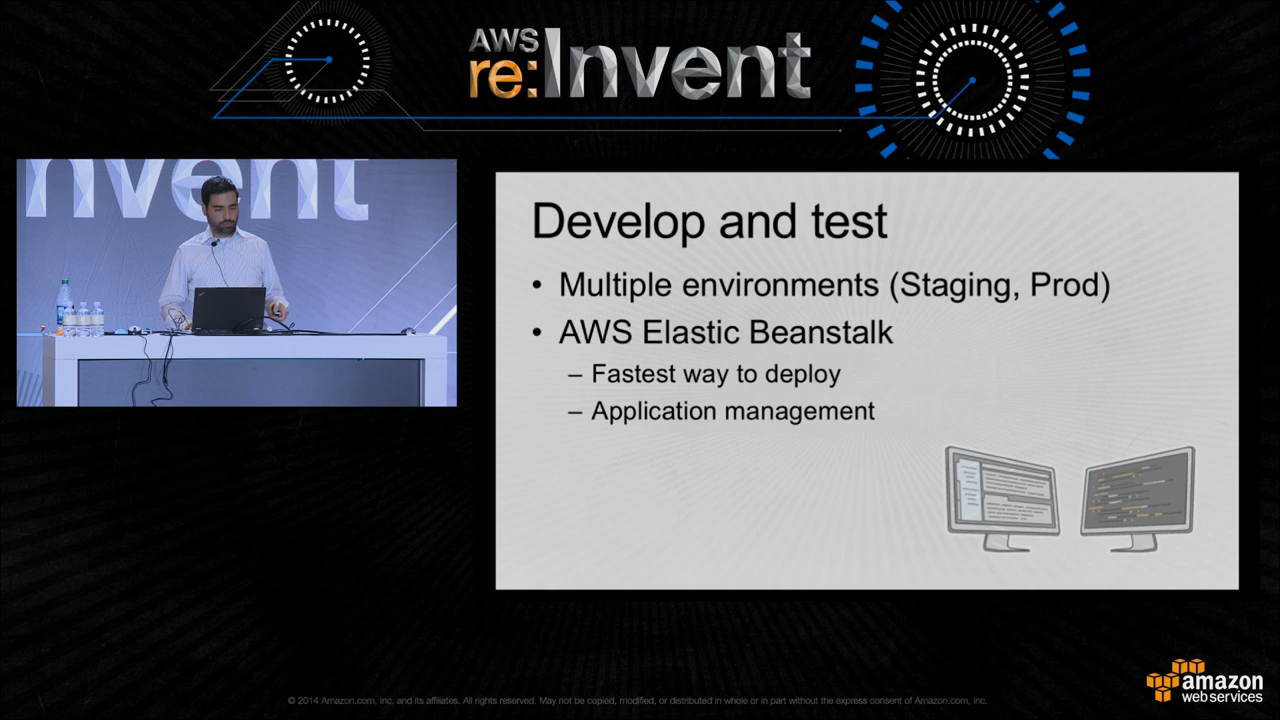 AWS
re:Invent
nvent
Develop and test
• Multiple environments (Staging, Prod)
• AWS Elastic Beanstalk
– Fastest way to deploy
– Application management
amazon
web services
© 2014 Amazon.com, Inc. and its affiliates. All rights reserved. May not be copied, modified, or distributed in whole or in part without the express consent of Amazon.com, Inc.